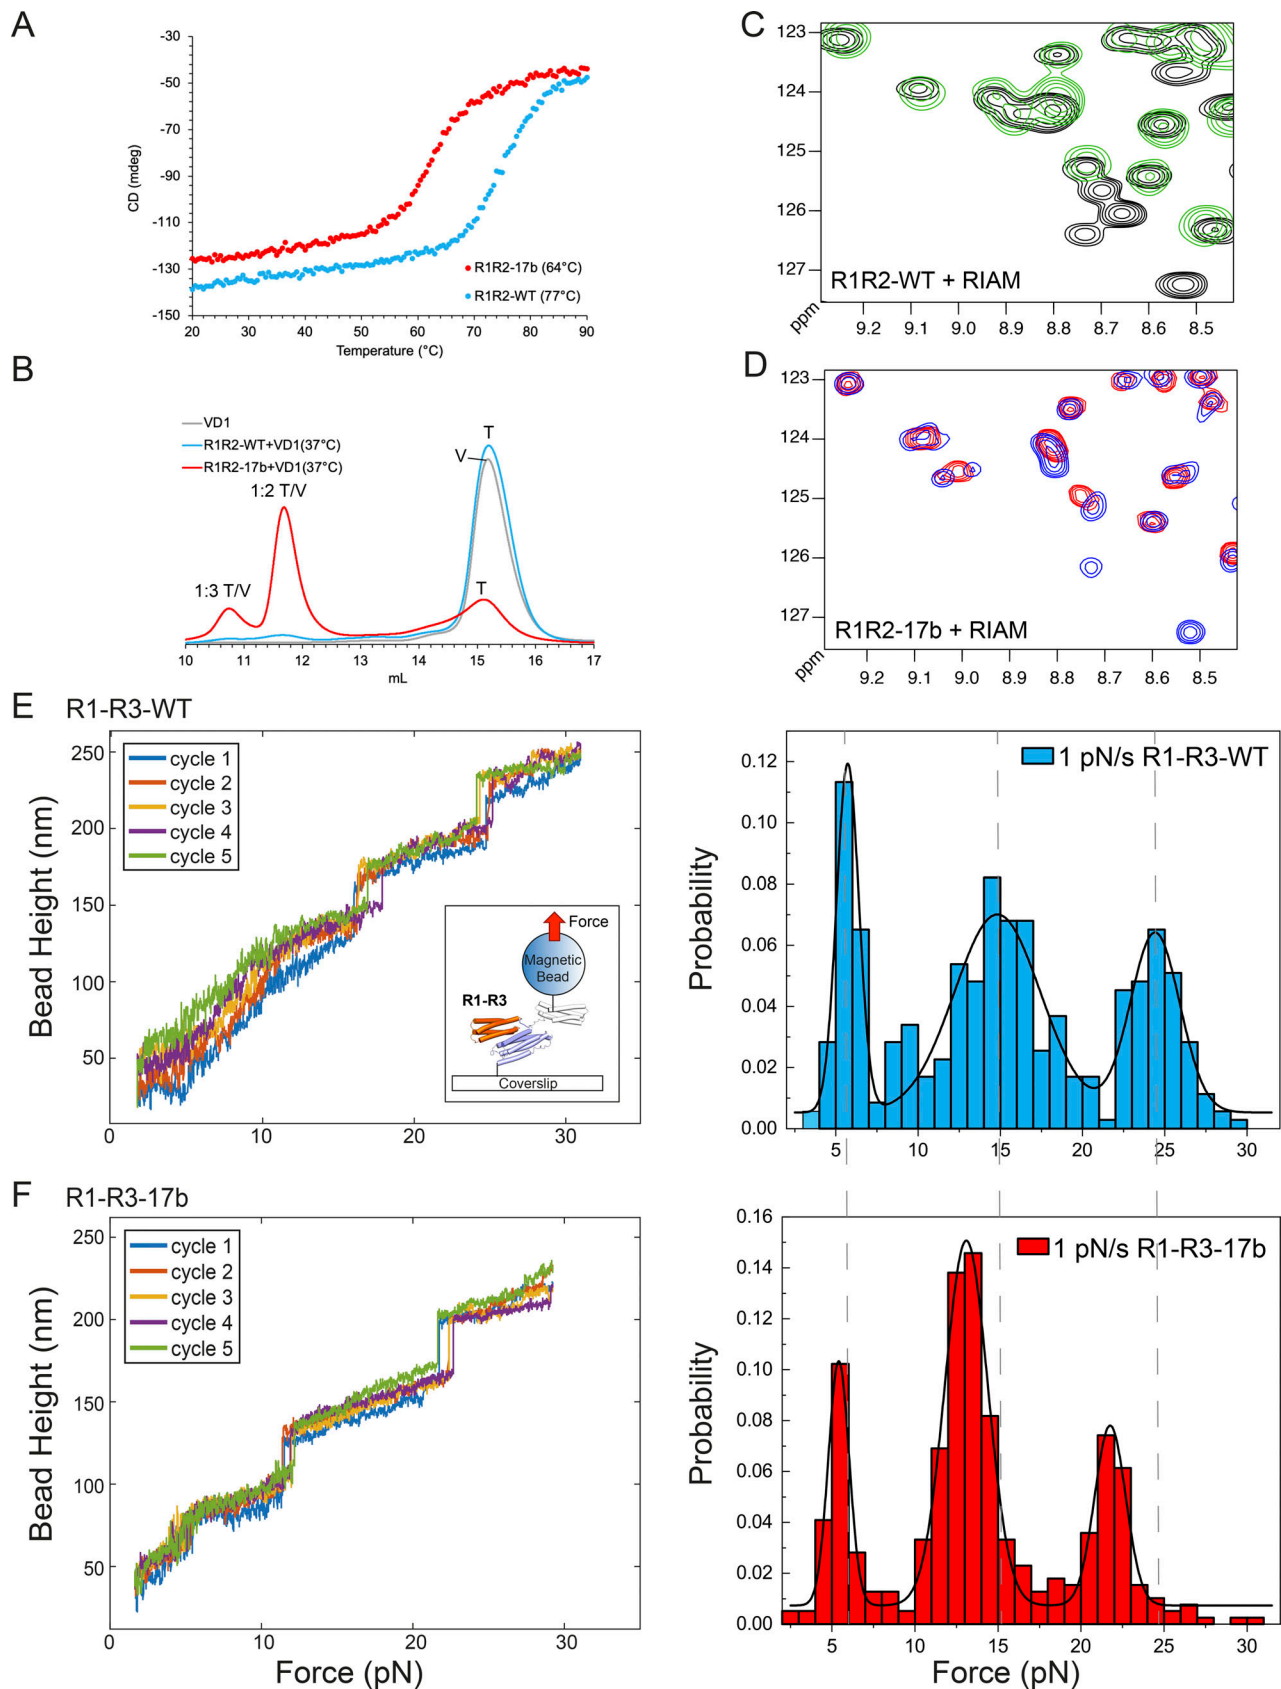 A
-30
-50
-70
-90
-110
-130
-150
CD (mdeg)
R1R2-17b (64°C)
R1R2-WT (77°C)
20 30 40 50 60 70 80 90
Temperature (°C)
B
VD1
R1R2-WT+VD1(37°C)
R1R2-17b+VD1(37°C)
1:2 T/V
1:3 T/V
T
V
T
10 11 12 13 14 15 16 17
mL
C
123
124
125
126
127
R1R2-WT + RIAM
ppm
9.2 9.1 9.0 8.9 8.8 8.7 8.6 8.5
D
123
124
125
126
127
R1R2-17b + RIAM
ppm
9.2 9.1 9.0 8.9 8.8 8.7 8.6 8.5
E R1-R3-WT
250
200
150
100
50
Bead Height (nm)
cycle 1
cycle 2
cycle 3
cycle 4
cycle 5
Force
Magnetic
Bead
R1-R3
Coverslip
0 10 20 30
1 pN/s R1-R3-WT
0.12
0.10
0.08
0.06
0.04
0.02
0.00
Probability
5 10 15 20 25 30
F R1-R3-17b
250
200
150
100
50
Bead Height (nm)
cycle 1
cycle 2
cycle 3
cycle 4
cycle 5
0 10 20 30
Force (pN)
1 pN/s R1-R3-17b
0.16
0.14
0.12
0.10
0.08
0.06
0.04
0.02
0.00
Probability
5 10 15 20 25 30
Force (pN)